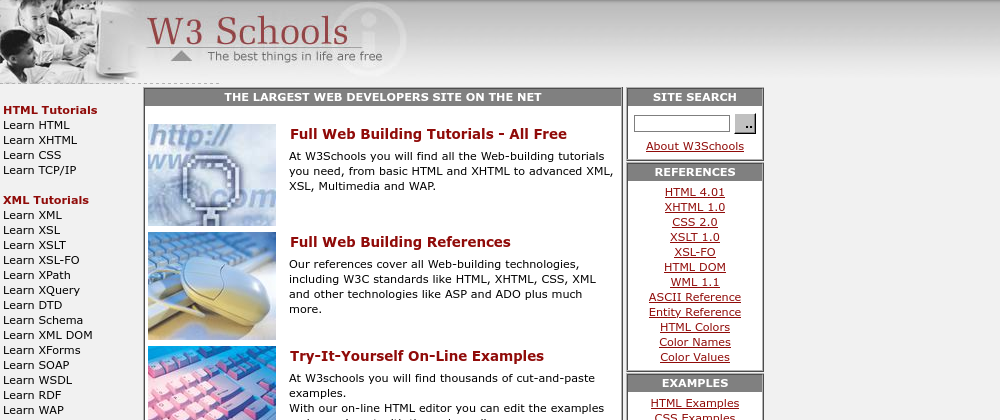 W3 Schools
The best things in life are free
HTML Tutorials
Learn HTML
Learn XHTML
Learn CSS
Learn TCP/IP
XML Tutorials
Learn XML
Learn XSL
Learn XSLT
Learn XSL-FO
Learn XPath
Learn XQuery
Learn DTD
Learn Schema
Learn XML DOM
Learn XForms
Learn SOAP
Learn WSDL
Learn RDF
Learn WAP
THE LARGEST WEB DEVELOPERS SITE ON THE NET
http://
www.
com
Full Web Building Tutorials - All Free
At W3Schools you will find all the Web-building tutorials
you need, from basic HTML and XHTML to advanced XML,
XSL, Multimedia and WAP.
Full Web Building References
Our references cover all Web-building technologies,
including W3C standards like HTML, XHTML, CSS, XML
and other technologies like ASP and ADO plus much
more.
Try-It-Yourself On-Line Examples
At W3schools you will find thousands of cut-and-paste
examples.
With our on-line HTML editor you can edit the examples
SITE SEARCH
..
About W3Schools
REFERENCES
HTML 4.01
XHTML 1.0
CSS 2.0
XSLT 1.0
XSL-FO
HTML DOM
WML 1.1
ASCII Reference
Entity Reference
HTML Colors
Color Names
Color Values
EXAMPLES
HTML Examples
CSS Examples